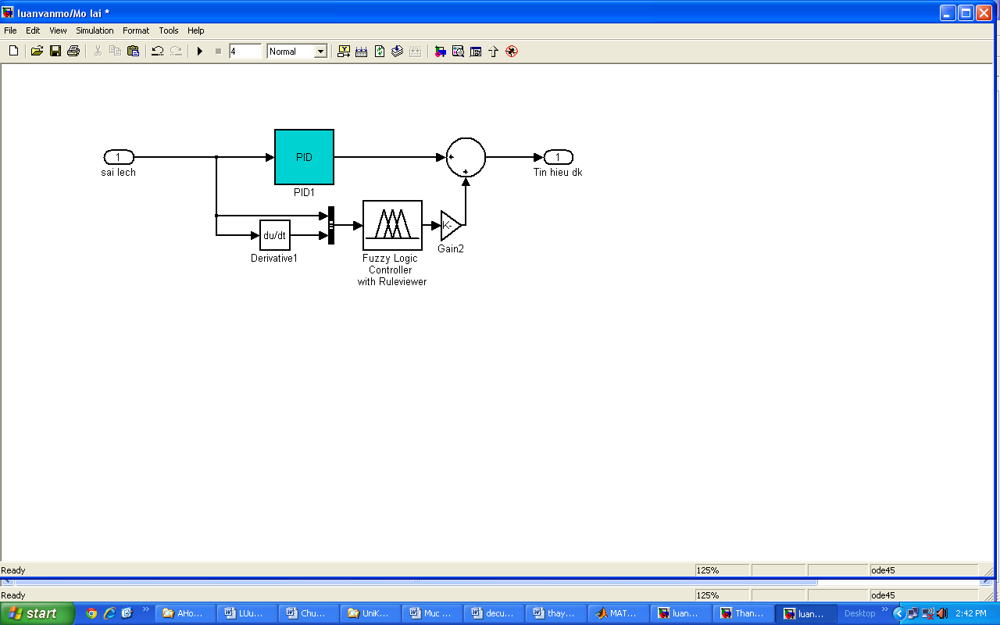 luanvanmo/Mo lai *
File Edit View Simulation Format Tools Help
4 Normal
PID
1
1
sai lech
Tin hieu dk
PID1
K-
du/dt
Gain2
Derivative1
Fuzzy Logic
Controller
with Ruleviewer
Ready 125% ode45
Ready 125% ode45
start AHo... LUu... Chu... UniK... Muc ... decu... thay... MAT... luan... Than... luan... Desktop 2:42 PM